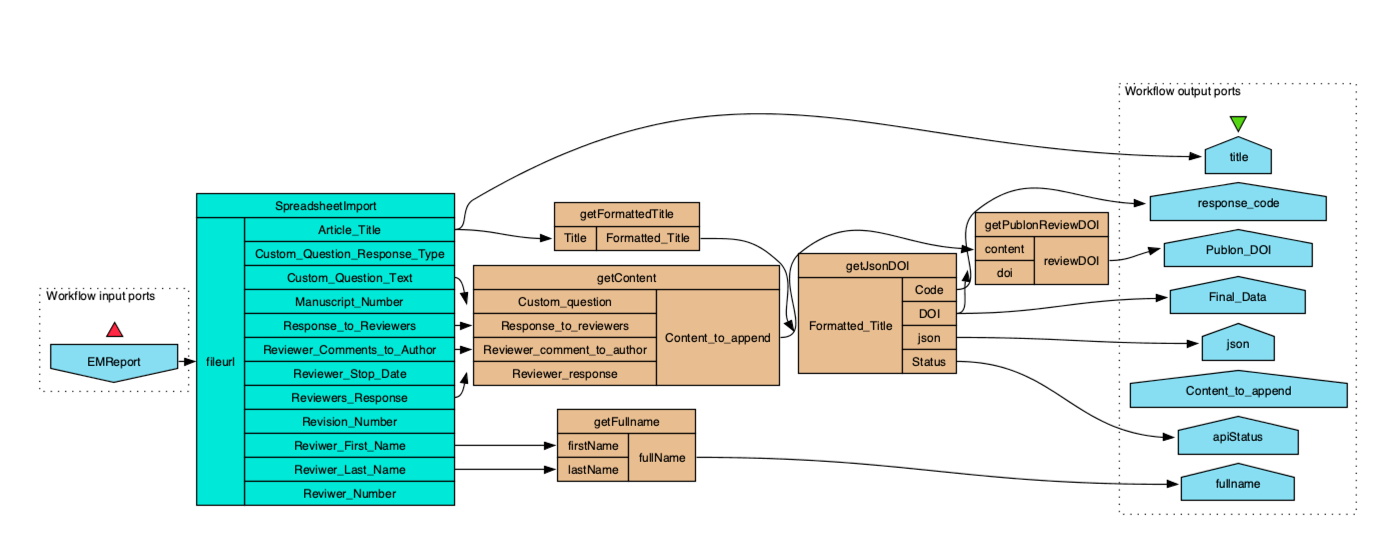 Workflow input ports
EMReport
SpreadsheetImport
fileurl
Article_Title
Custom_Question_Response_Type
Custom_Question_Text
Manuscript_Number
Response_to_Reviewers
Reviewer_Comments_to_Author
Reviewer_Stop_Date
Reviewers_Response
Revision_Number
Reviwer_First_Name
Reviwer_Last_Name
Reviwer_Number
getFormattedTitle
Title
Formatted_Title
getContent
Custom_question
Response_to_reviewers
Reviewer_comment_to_author
Reviewer_response
Content_to_append
getFullname
firstName
lastName
fullName
getJsonDOI
Formatted_Title
Code
DOI
json
Status
getPublonReviewDOI
content
doi
reviewDOI
Workflow output ports
title
response_code
Publon_DOI
Final_Data
json
Content_to_append
apiStatus
fullname